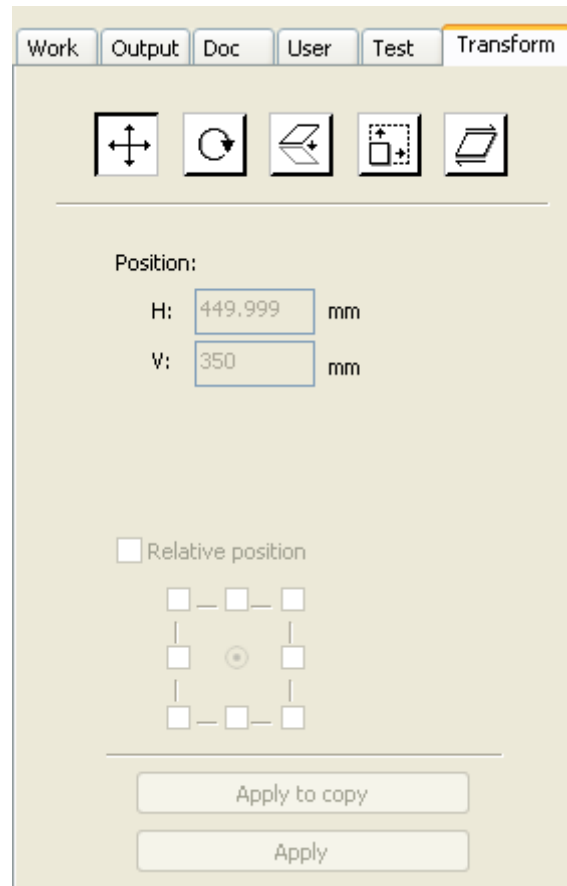 Work Output Doc User Test Transform
Position:
H: 449.999 mm
V: 350 mm
Relative position
Apply to copy
Apply